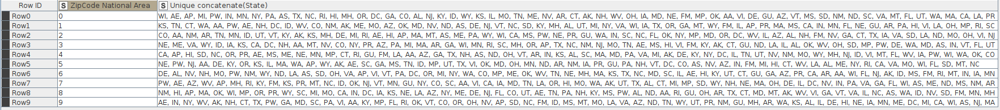 Row ID S ZipCode National Area S Unique concatenate(State)
Row0 0 WI, AE, AP, MI, PW, IN, MN, NY, PA, AS, TX, NC, RI, HI, MH, OR, DC, GA, CO, AL, NJ, KY, ID, WY, KS, IL, MO, TN, ME, NV, AR, CT, AK, NH, WV, OH, IA, MD, NE, FM, MP, OK, AA, VI, DE, GU, AZ, VT, MS, SD, NM, ND, SC, VA, MT, FL, UT, WA, MA, CA, LA, PR
Row1 1 KS, TN, CT, WA, AA, PW, AE, NH, DC, ID, WV, CO, NM, AK, ME, MO, AZ, OK, MD, NV, ND, AS, DE, NJ, VT, NC, SD, KY, MH, AL, UT, MI, NY, VA, WI, IA, TX, OR, GA, MT, WY, FM, IL, AP, PR, MA, MS, CA, IN, MN, FL, NE, GU, AR, PA, HI, VI, LA, OH, MP, RI, SC
Row2 2 CO, AA, NM, AR, TN, MN, ID, UT, VT, KY, AK, KS, MH, DE, MI, RI, AE, HI, AP, MA, MT, AS, ME, PA, WY, WI, CA, MS, PW, NE, PR, GU, WA, IN, SC, NC, FL, OK, NY, MP, MD, OR, DC, WV, IL, AZ, AL, NH, FM, NV, GA, CT, TX, IA, VA, SD, LA, ND, MO, OH, VI, NJ
Row3 3 NE, ME, VA, WY, ID, IA, KS, CA, DC, NH, AA, MT, NV, CO, NY, PR, AZ, PA, MI, MA, AR, GA, WI, MN, RI, SC, MH, OR, AP, TX, NC, NM, NJ, MO, TN, AE, MS, HI, VI, FM, KY, AK, CT, GU, ND, LA, IL, AL, OK, WV, OH, SD, MP, PW, DE, WA, MD, AS, IN, VT, FL, UT
Row4 4 CA, AP, HI, SD, NC, OR, PR, AE, MS, ME, NE, MN, MP, CT, RI, GU, FM, LA, AA, AZ, GA, TX, NH, AS, ND, OH, VT, AR, IN, KS, AL, SC, MA, MD, PA, VA, MI, AK, DE, KY, NY, DC, IL, TN, UT, NV, NM, MO, WY, MH, NJ, ID, VI, MT, FL, WV, IA, PW, WI, WA, OK, CO
Row5 5 NE, PW, NJ, AA, DE, KY, OR, KS, IL, MA, WA, AP, WY, AK, AE, SC, GA, MS, TN, ID, MP, UT, TX, VI, OK, MD, OH, MN, ND, AR, NM, IA, PR, GU, PA, NH, VT, DC, CO, AS, NV, AZ, IN, FM, MI, HI, CT, WV, LA, AL, ME, NY, RI, CA, VA, MO, WI, FL, SD, MT, NC
Row6 6 DE, AL, NV, NH, MO, PW, NM, WY, ND, LA, AS, SD, OH, VA, AP, VI, VT, PA, DC, OR, MI, NY, WA, CO, MP, ME, OK, WV, TN, NE, MH, MA, KS, TX, NC, MD, SC, IL, AE, HI, KY, UT, CT, GU, GA, AZ, PR, CA, AR, AA, WI, FL, NJ, AK, ID, MS, FM, RI, MT, IN, IA, MN
Row7 7 PW, AE, AZ, WV, AP, MH, RI, KY, FM, KS, PR, MT, NC, ID, OK, NJ, VT, MN, GU, NY, CO, SC, AA, VI, CA, IA, MD, TN, LA, OR, HI, MO, WA, AK, UT, TX, AL, CT, MI, MP, SD, WY, NH, NE, MA, OH, DE, IL, DC, NV, IN, PA, VA, GA, FL, WI, AS, ME, ND, MS, NM, AR
Row8 8 NM, HI, AP, MA, OK, WI, MP, OR, PR, WY, SC, MI, MO, CA, IN, DC, IA, KS, NE, LA, AZ, NY, ME, DE, NJ, FL, CO, UT, AE, TN, PA, NH, KY, MS, PW, AL, ND, AA, RI, GU, OH, AR, TX, CT, MD, MT, AK, WV, VI, GA, VT, VA, IL, NC, AS, WA, ID, NV, SD, FM, MN, MH
Row9 9 AE, IN, NY, WV, AK, NH, CT, TX, PW, GA, MD, SC, PA, VI, AA, KY, MP, FL, RI, OK, VT, CO, OR, OH, NV, AP, SD, NC, FM, ID, MS, MT, MO, LA, VA, AZ, ND, TN, WY, UT, PR, NM, GU, MH, AR, WA, KS, AL, IL, DE, HI, NE, IA, MN, ME, DC, MI, CA, WI, AS, NJ, MA